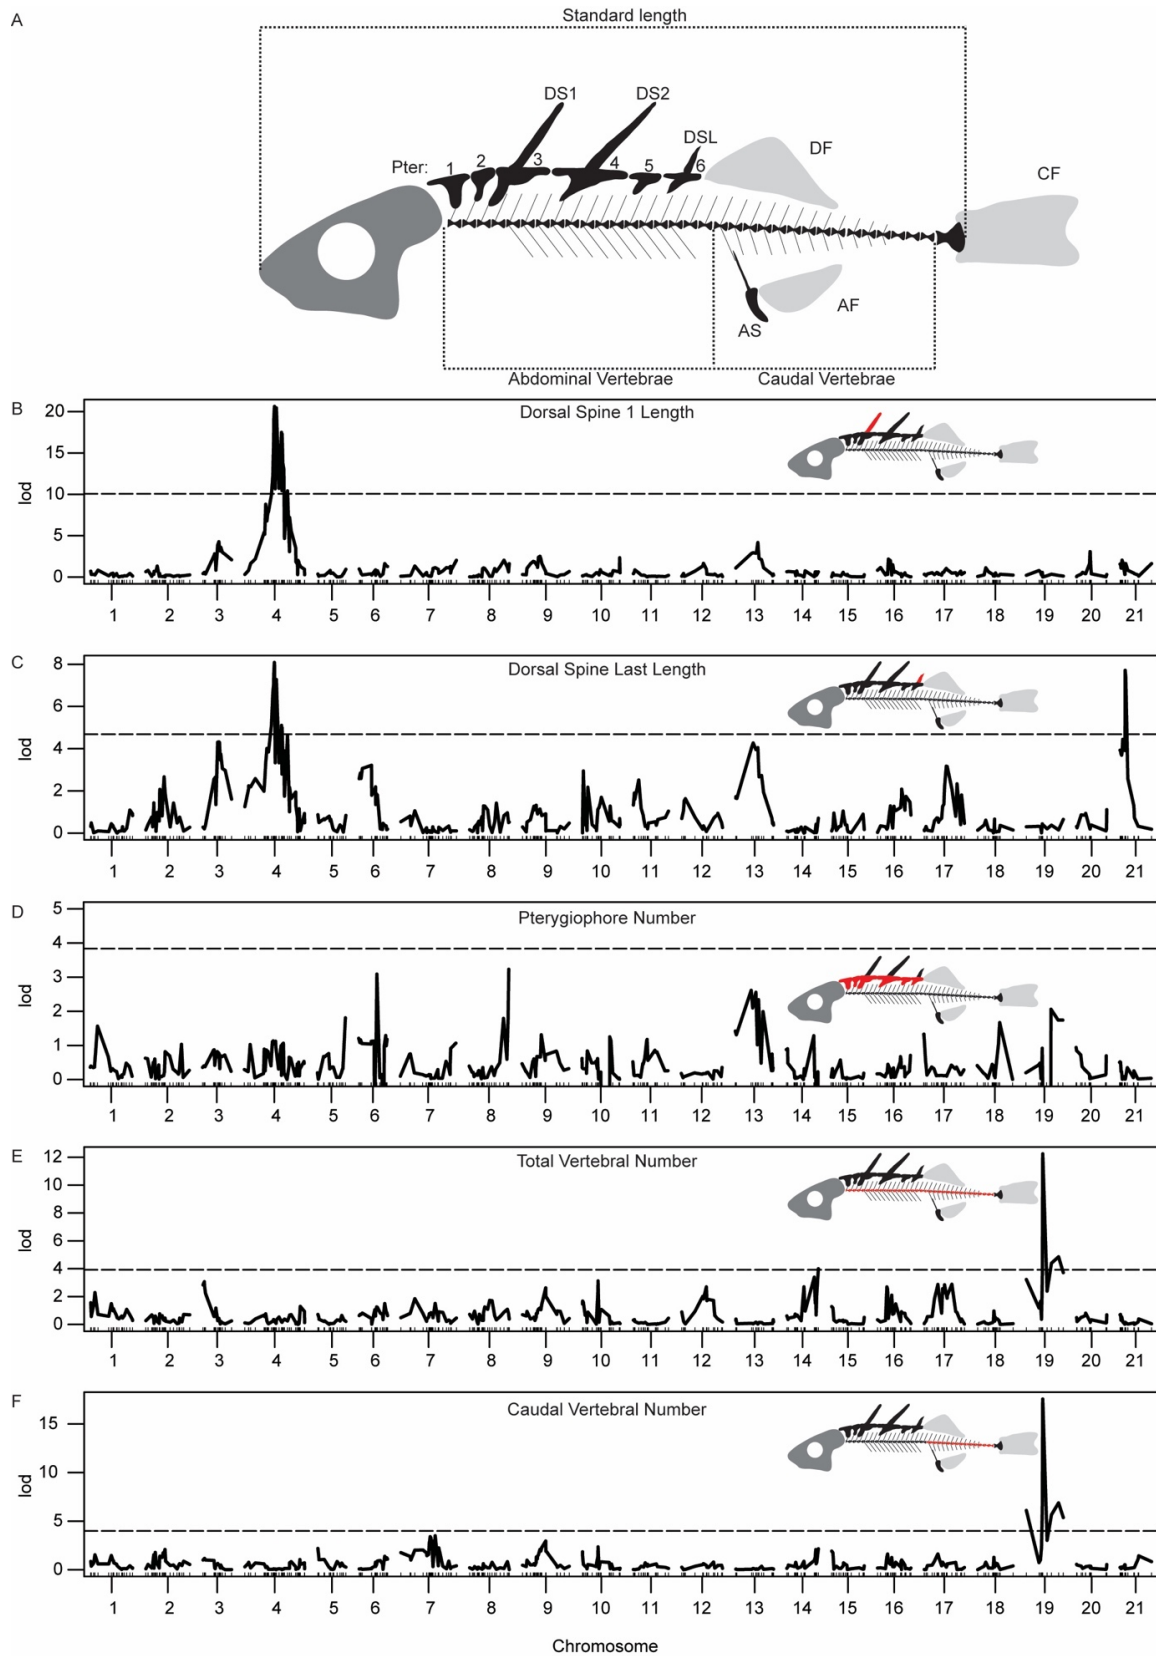 A
Standard length
DS1 DS2
DSL
DF
CF
Pter: 1 2 3 4 5 6
AS
AF
Abdominal Vertebrae Caudal Vertebrae
B
Dorsal Spine 1 Length
20
15
lod
10
5
0
1 2 3 4 5 6 7 8 9 10 11 12 13 14 15 16 17 18 19 20 21
C
Dorsal Spine Last Length
8
6
lod
4
2
0
1 2 3 4 5 6 7 8 9 10 11 12 13 14 15 16 17 18 19 20 21
D
Pterygiophore Number
5
4
3
lod
2
1
0
1 2 3 4 5 6 7 8 9 10 11 12 13 14 15 16 17 18 19 20 21
E
Total Vertebral Number
12
10
8
lod
6
4
2
0
1 2 3 4 5 6 7 8 9 10 11 12 13 14 15 16 17 18 19 20 21
F
Caudal Vertebral Number
15
lod
10
5
0
1 2 3 4 5 6 7 8 9 10 11 12 13 14 15 16 17 18 19 20 21
Chromosome